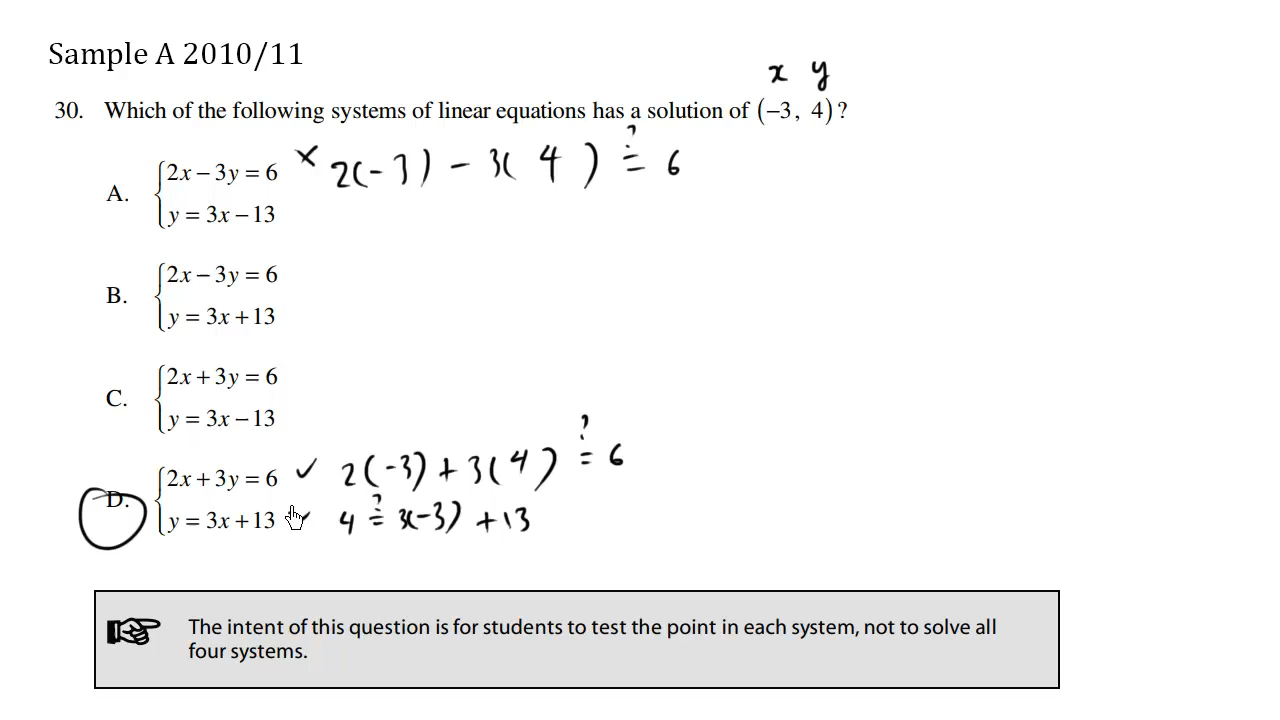 Sample A 2010/11
x y
30. Which of the following systems of linear equations has a solution of (−3, 4)?
A. 2x − 3y = 6 × 2(-3) - 3( 4 ) ≟ 6
y = 3x − 13
B. 2x − 3y = 6
y = 3x + 13
C. 2x + 3y = 6
y = 3x − 13
D. 2x + 3y = 6 ✓ 2(-3) + 3(4) ≟ 6
y = 3x + 13 ✓ 4 ≟ 3(-3) + 13
The intent of this question is for students to test the point in each system, not to solve all
four systems.